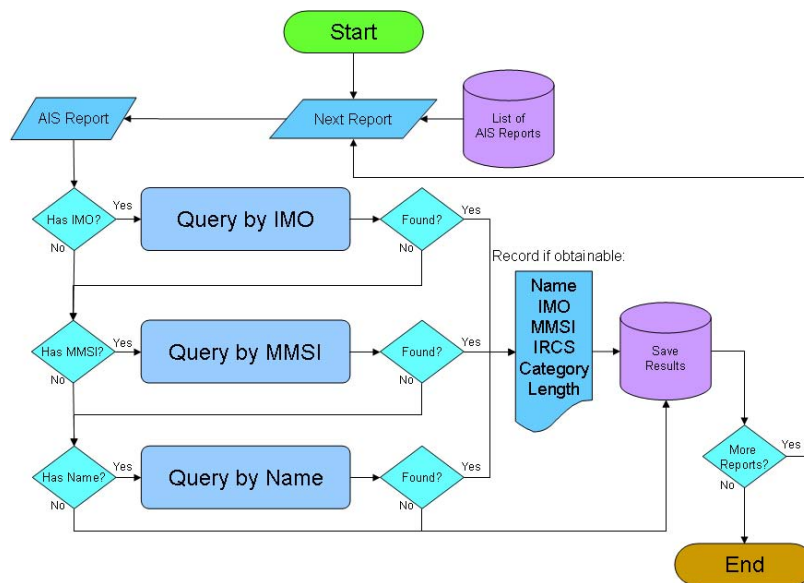 Start
AIS Report
Next Report
List of
AIS Reports
Has IMO?
Yes
No
Query by IMO
Found?
Yes
No
Record if obtainable:
Name
IMO
MMSI
IRCS
Category
Length
Has MMSI?
Yes
No
Query by MMSI
Found?
Yes
No
Save
Results
Has Name?
Yes
No
Query by Name
Found?
Yes
No
More
Reports?
Yes
No
End